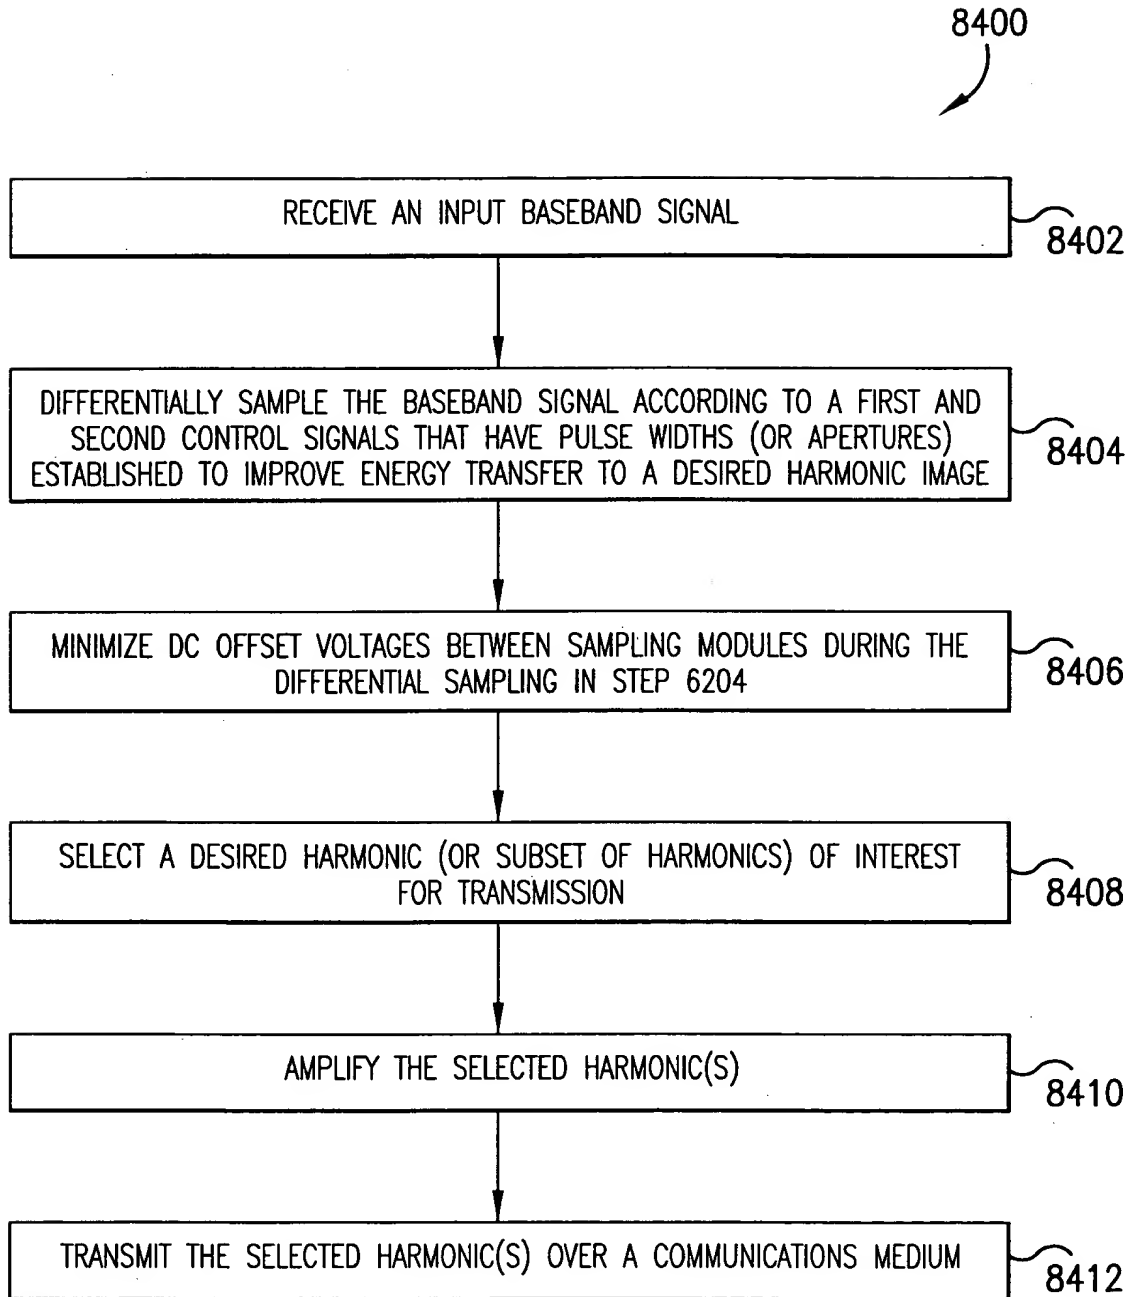 8400
RECEIVE AN INPUT BASEBAND SIGNAL
8402
DIFFERENTIALLY SAMPLE THE BASEBAND SIGNAL ACCORDING TO A FIRST AND
SECOND CONTROL SIGNALS THAT HAVE PULSE WIDTHS (OR APERTURES)
ESTABLISHED TO IMPROVE ENERGY TRANSFER TO A DESIRED HARMONIC IMAGE
8404
MINIMIZE DC OFFSET VOLTAGES BETWEEN SAMPLING MODULES DURING THE
DIFFERENTIAL SAMPLING IN STEP 6204
8406
SELECT A DESIRED HARMONIC (OR SUBSET OF HARMONICS) OF INTEREST
FOR TRANSMISSION
8408
AMPLIFY THE SELECTED HARMONIC(S)
8410
TRANSMIT THE SELECTED HARMONIC(S) OVER A COMMUNICATIONS MEDIUM
8412